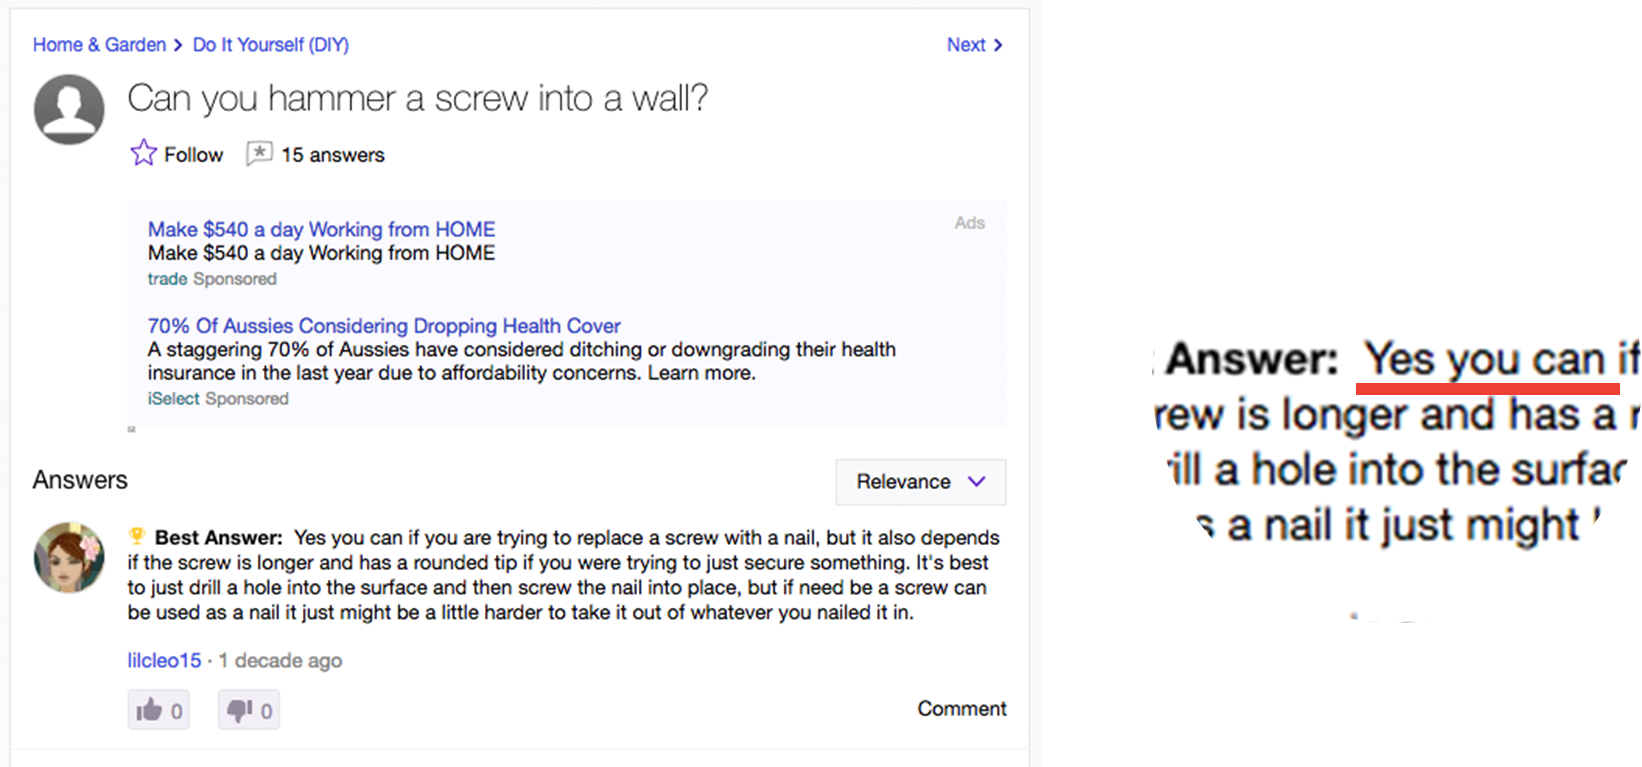 Home & Garden > Do It Yourself (DIY)
Next >
Can you hammer a screw into a wall?
Follow 15 answers
Make $540 a day Working from HOME
Ads
Make $540 a day Working from HOME
trade Sponsored
70% Of Aussies Considering Dropping Health Cover
A staggering 70% of Aussies have considered ditching or downgrading their health
insurance in the last year due to affordability concerns. Learn more.
iSelect Sponsored
Answers
Relevance
Best Answer: Yes you can if you are trying to replace a screw with a nail, but it also depends
if the screw is longer and has a rounded tip if you were trying to just secure something. It's best
to just drill a hole into the surface and then screw the nail into place, but if need be a screw can
be used as a nail it just might be a little harder to take it out of whatever you nailed it in.
lilcleo15 · 1 decade ago
0 0
Comment
Answer: Yes you can if
rew is longer and has a
ill a hole into the surfac
s a nail it just might